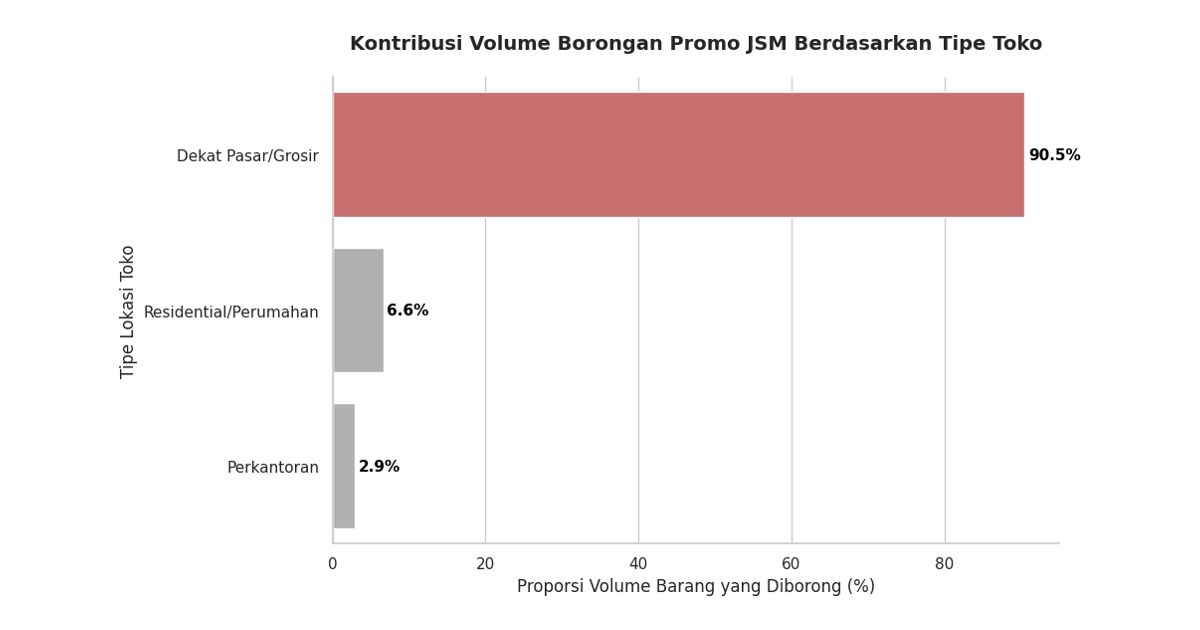 Kontribusi Volume Borongan Promo JSM Berdasarkan Tipe Toko
Tipe Lokasi Toko
Dekat Pasar/Grosir
90.5%
Residential/Perumahan
6.6%
Perkantoran
2.9%
0 20 40 60 80
Proporsi Volume Barang yang Diborong (%)